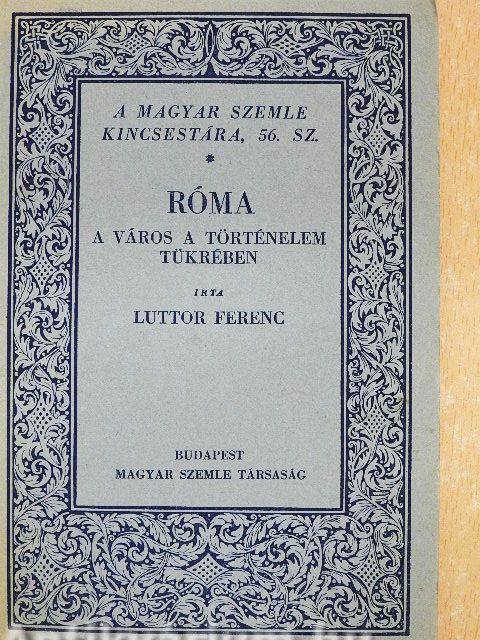 A MAGYAR SZEMLE
KINCSESTÁRA, 56. SZ.
*
RÓMA
A VÁROS A TÖRTÉNELEM
TÜKRÉBEN
IRTA
LUTTOR FERENC
BUDAPEST
MAGYAR SZEMLE TÁRSASÁG